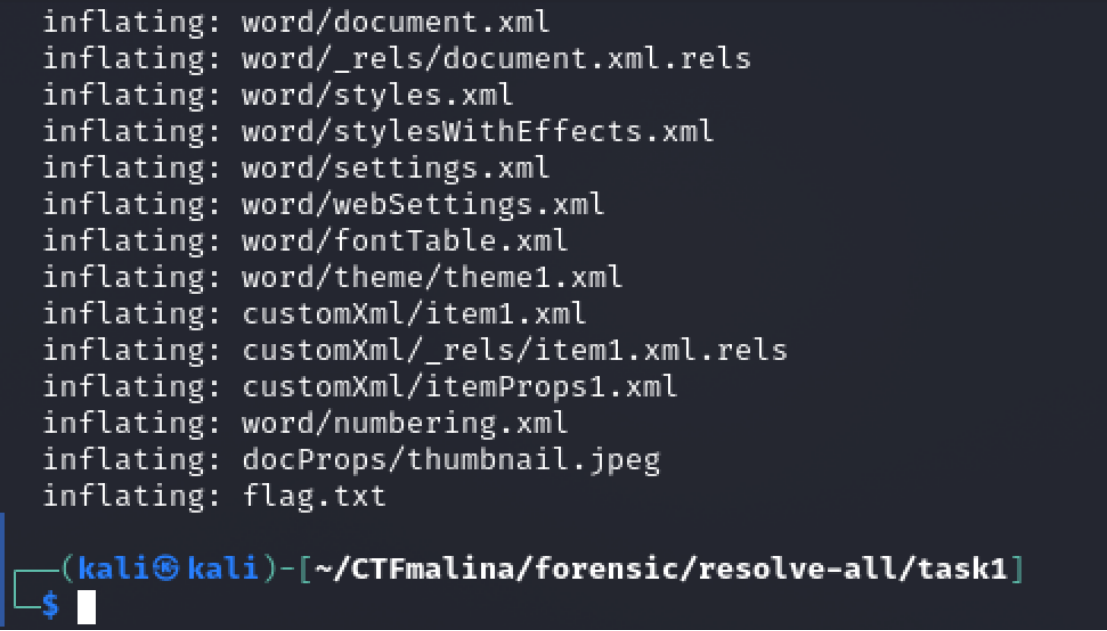 inflating: word/document.xml
inflating: word/_rels/document.xml.rels
inflating: word/styles.xml
inflating: word/stylesWithEffects.xml
inflating: word/settings.xml
inflating: word/webSettings.xml
inflating: word/fontTable.xml
inflating: word/theme/theme1.xml
inflating: customXml/item1.xml
inflating: customXml/_rels/item1.xml.rels
inflating: customXml/itemProps1.xml
inflating: word/numbering.xml
inflating: docProps/thumbnail.jpeg
inflating: flag.txt
┌──(kali㉿kali)-[~/CTFmalina/forensic/resolve-all/task1]
└─$